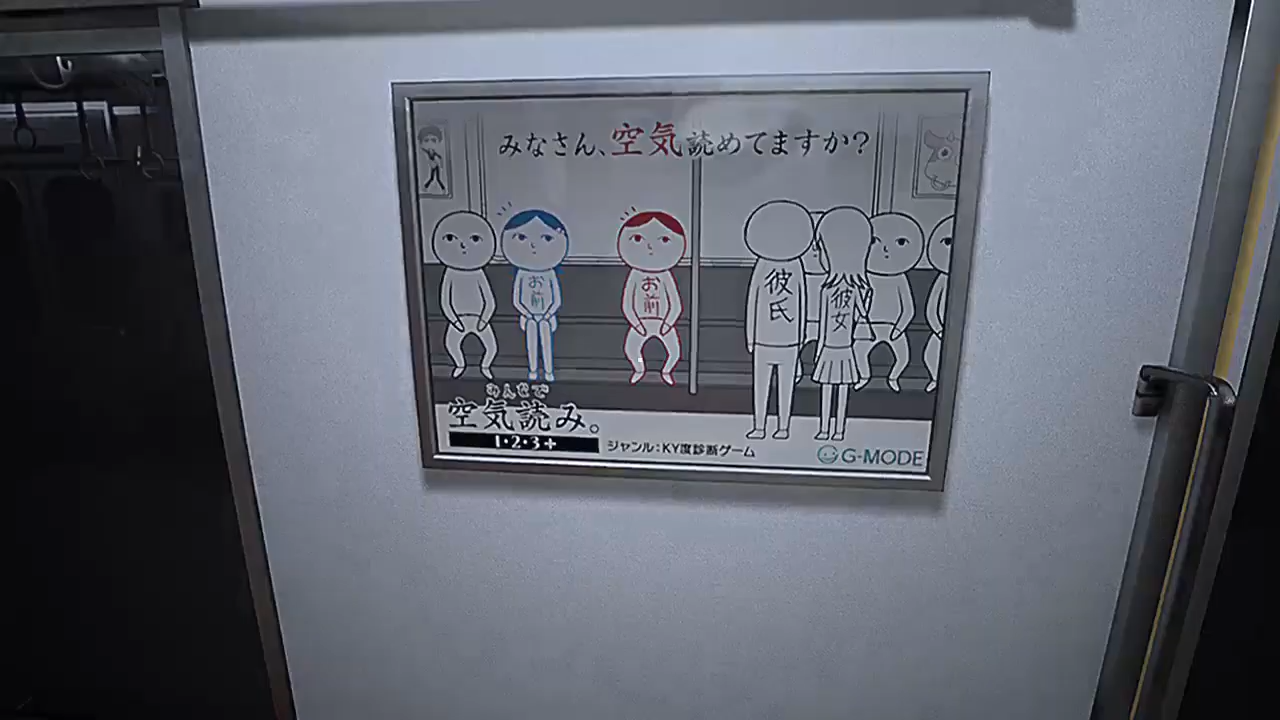 みなさん、空気読めてますか?
お前
お前
彼氏
彼女
みんなで
空気読み。
1・2・3+
ジャンル:KY度診断ゲーム
G-MODE